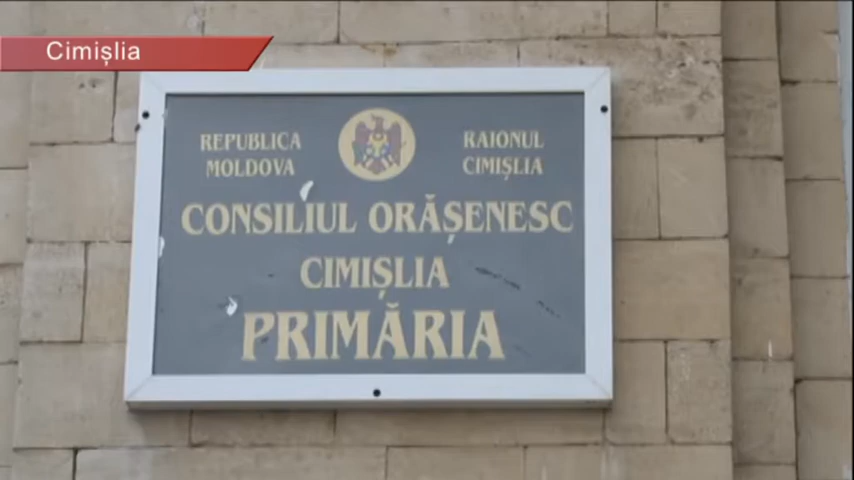 Cimișlia
REPUBLICA
MOLDOVA
RAIONUL
CIMIȘLIA
CONSILIUL ORĂȘENESC
CIMIȘLIA
PRIMĂRIA